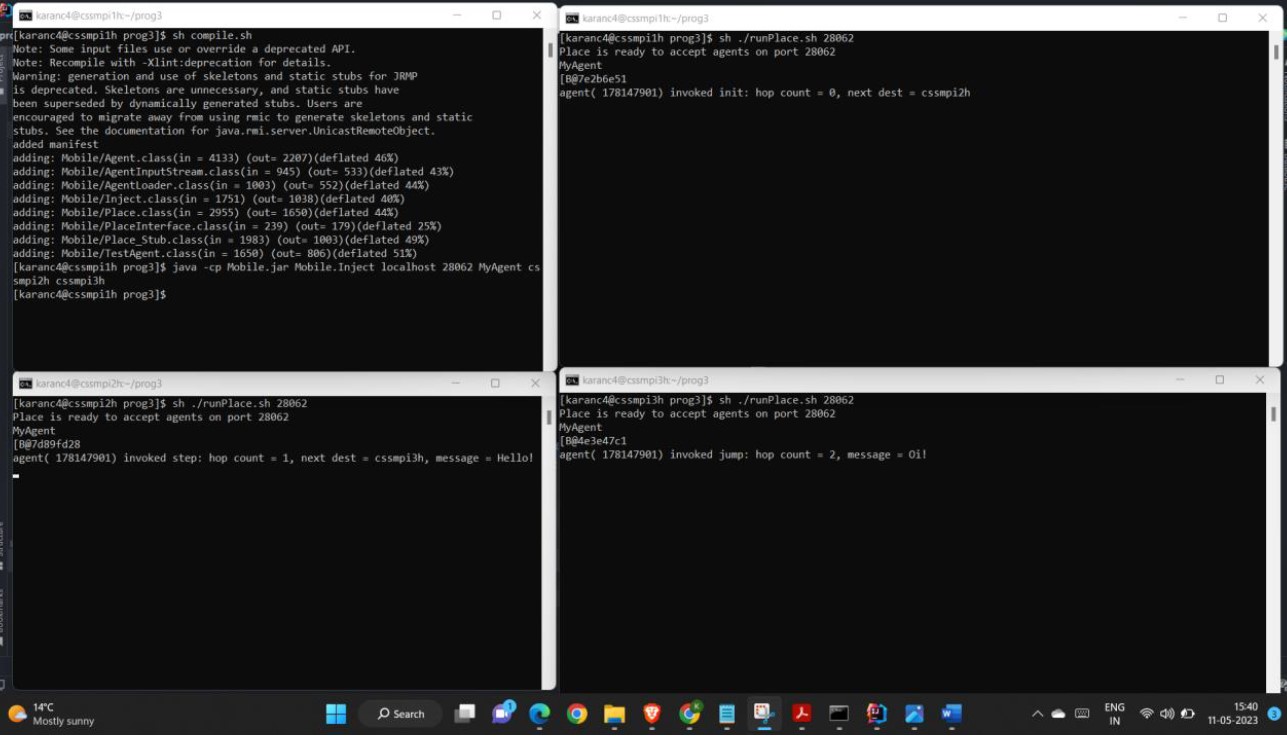 karanc4@cssmpi1h:~/prog3
[karanc4@cssmpi1h prog3]$ sh compile.sh
Note: Some input files use or override a deprecated API.
Note: Recompile with -Xlint:deprecation for details.
Warning: generation and use of skeletons and static stubs for JRMP
is deprecated. Skeletons are unnecessary, and static stubs have
been superseded by dynamically generated stubs. Users are
encouraged to migrate away from using rmic to generate skeletons and static
stubs. See the documentation for java.rmi.server.UnicastRemoteObject.
added manifest
adding: Mobile/Agent.class(in = 4133) (out= 2207)(deflated 46%)
adding: Mobile/AgentInputStream.class(in = 945) (out= 533)(deflated 43%)
adding: Mobile/AgentLoader.class(in = 1003) (out= 552)(deflated 44%)
adding: Mobile/Inject.class(in = 1751) (out= 1038)(deflated 40%)
adding: Mobile/Place.class(in = 2955) (out= 1650)(deflated 44%)
adding: Mobile/PlaceInterface.class(in = 239) (out= 179)(deflated 25%)
adding: Mobile/Place_Stub.class(in = 1983) (out= 1003)(deflated 49%)
adding: Mobile/TestAgent.class(in = 1650) (out= 806)(deflated 51%)
[karanc4@cssmpi1h prog3]$ java -cp Mobile.jar Mobile.Inject localhost 28062 MyAgent cs
smpi2h cssmpi3h
[karanc4@cssmpi1h prog3]$
karanc4@cssmpi1h:~/prog3
[karanc4@cssmpi1h prog3]$ sh ./runPlace.sh 28062
Place is ready to accept agents on port 28062
MyAgent
[B@7e2b6e51
agent( 178147901) invoked init: hop count = 0, next dest = cssmpi2h
karanc4@cssmpi2h:~/prog3
[karanc4@cssmpi2h prog3]$ sh ./runPlace.sh 28062
Place is ready to accept agents on port 28062
MyAgent
[B@7d89fd28
agent( 178147901) invoked step: hop count = 1, next dest = cssmpi3h, message = Hello!
karanc4@cssmpi3h:~/prog3
[karanc4@cssmpi3h prog3]$ sh ./runPlace.sh 28062
Place is ready to accept agents on port 28062
MyAgent
[B@4e3e47c1
agent( 178147901) invoked jump: hop count = 2, message = Oi!
14°C
Mostly sunny
Search
1
ENG
IN
15:40
11-05-2023
3